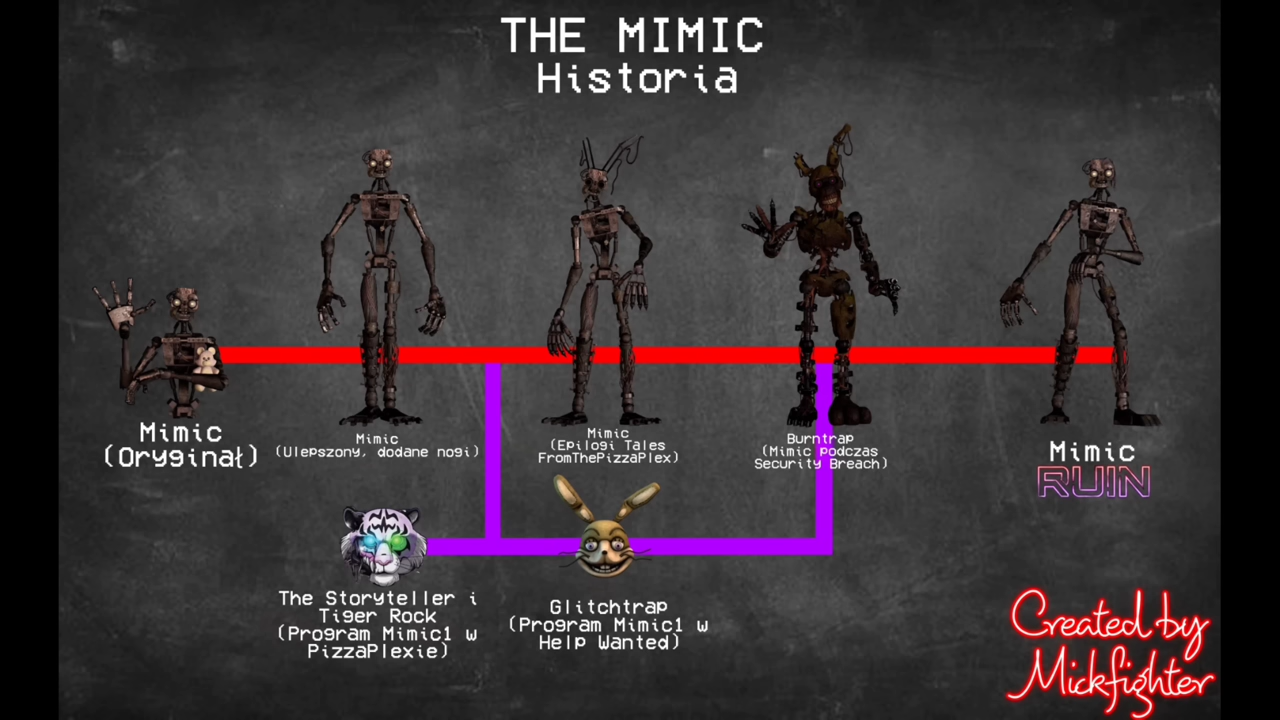 THE MIMIC
Historia
Mimic
(Oryginał)
Mimic
(Ulepszony, dodane nogi)
Mimic
(Epilogi Tales
FromThePizzaPlex)
Burntrap
(Mimic podczas
Security Breach)
Mimic
RUIN
The Storyteller i
Tiger Rock
(Program Mimic1 w
PizzaPlexie)
Glitchtrap
(Program Mimic1 w
Help Wanted)
Created by
Mickfighter